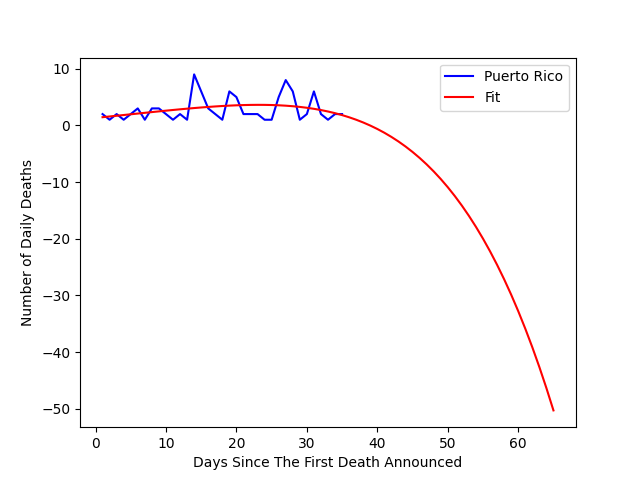 Puerto Rico
Fit
Number of Daily Deaths
10
0
−10
−20
−30
−40
−50
0 10 20 30 40 50 60
Days Since The First Death Announced